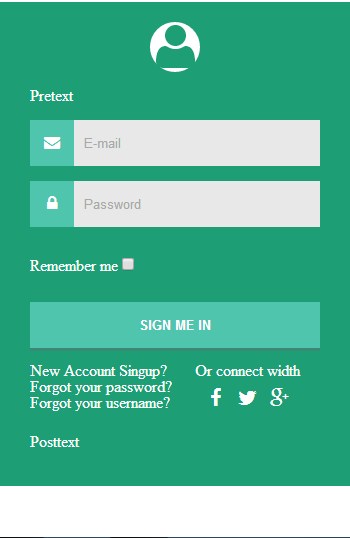 Pretext
E-mail
Password
Remember me
SIGN ME IN
New Account Singup?
Forgot your password?
Forgot your username?
Or connect width
Posttext